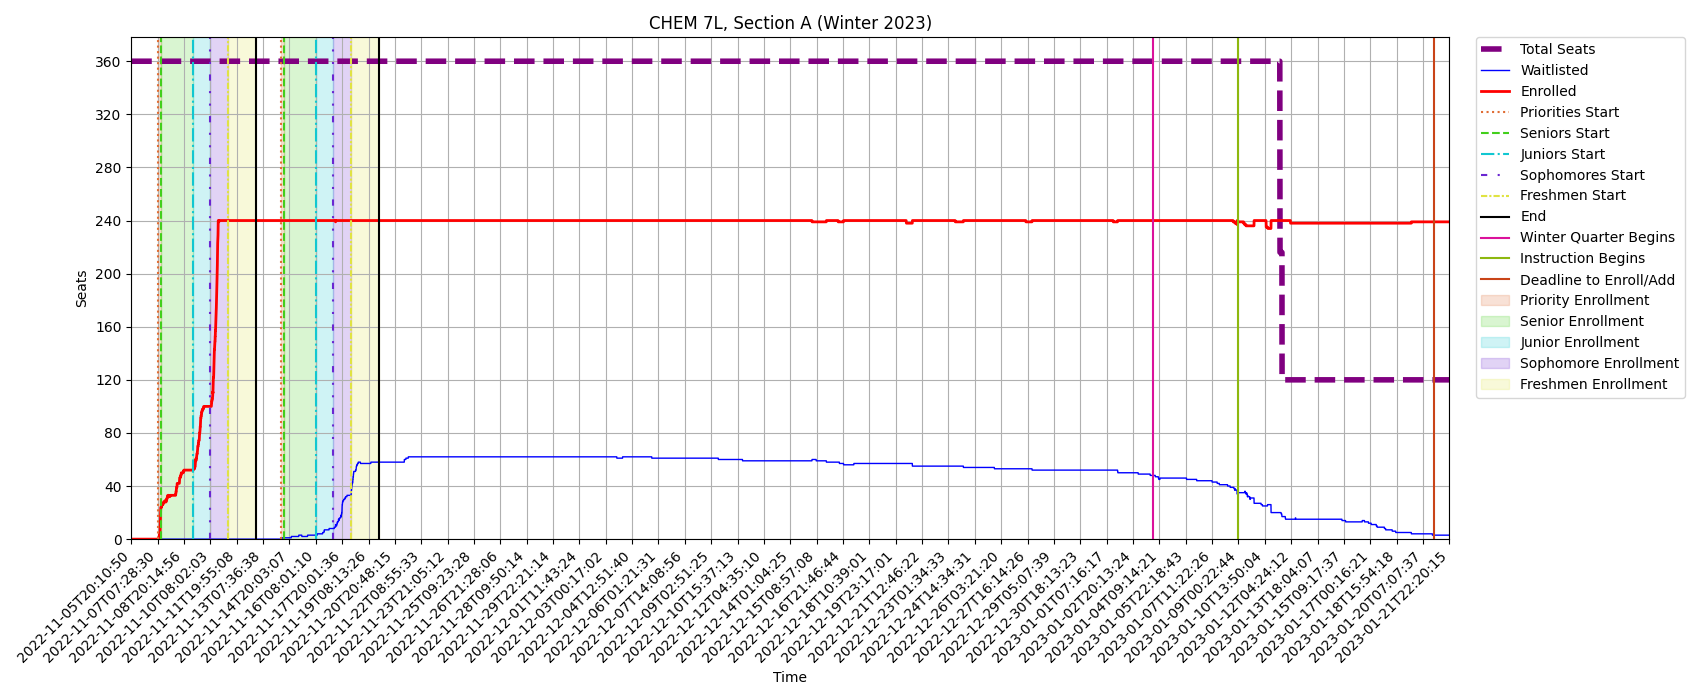 CHEM 7L, Section A (Winter 2023)
360
320
280
240
200
160
120
80
40
0
Seats
2022-11-05T20:10:50
2022-11-07T07:28:30
2022-11-08T20:14:56
2022-11-10T08:02:03
2022-11-11T19:55:08
2022-11-13T07:36:38
2022-11-14T20:03:07
2022-11-16T08:01:10
2022-11-17T20:01:36
2022-11-19T08:13:26
2022-11-20T20:48:15
2022-11-22T08:55:33
2022-11-23T21:05:12
2022-11-25T09:23:28
2022-11-26T21:28:06
2022-11-28T09:50:14
2022-11-29T22:21:14
2022-12-01T11:43:24
2022-12-03T00:17:02
2022-12-04T12:51:40
2022-12-06T01:21:31
2022-12-07T14:08:56
2022-12-09T02:51:25
2022-12-10T15:37:13
2022-12-12T04:35:10
2022-12-14T01:04:25
2022-12-15T08:57:08
2022-12-16T21:46:44
2022-12-18T10:39:01
2022-12-19T23:17:01
2022-12-21T12:46:22
2022-12-23T01:34:33
2022-12-24T14:34:31
2022-12-26T03:21:20
2022-12-27T16:14:26
2022-12-29T05:07:39
2022-12-30T18:13:23
2023-01-01T07:16:17
2023-01-02T20:13:24
2023-01-04T09:14:21
2023-01-05T22:18:43
2023-01-07T11:22:26
2023-01-09T00:22:44
2023-01-10T13:50:04
2023-01-12T04:24:12
2023-01-13T18:04:07
2023-01-15T09:17:37
2023-01-17T00:16:21
2023-01-18T15:54:18
2023-01-20T07:07:37
2023-01-21T22:20:15
Time
Total Seats
Waitlisted
Enrolled
Priorities Start
Seniors Start
Juniors Start
Sophomores Start
Freshmen Start
End
Winter Quarter Begins
Instruction Begins
Deadline to Enroll/Add
Priority Enrollment
Senior Enrollment
Junior Enrollment
Sophomore Enrollment
Freshmen Enrollment